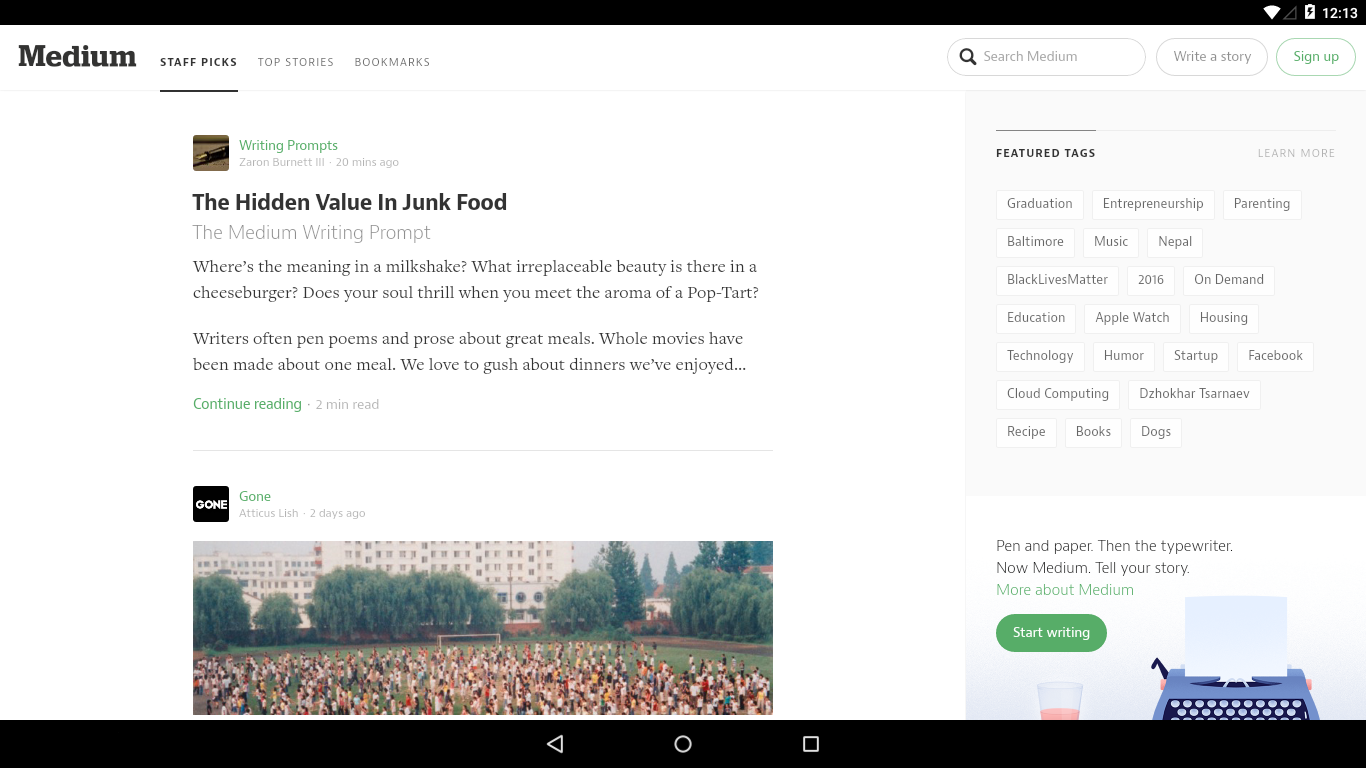 12:13
Medium
STAFF PICKS
TOP STORIES
BOOKMARKS
Search Medium
Write a story
Sign up
Writing Prompts
Zaron Burnett III · 20 mins ago
The Hidden Value In Junk Food
The Medium Writing Prompt
Where’s the meaning in a milkshake? What irreplaceable beauty is there in a
cheeseburger? Does your soul thrill when you meet the aroma of a Pop-Tart?
Writers often pen poems and prose about great meals. Whole movies have
been made about one meal. We love to gush about dinners we’ve enjoyed...
Continue reading · 2 min read
GONE
Gone
Atticus Lish · 2 days ago
FEATURED TAGS
LEARN MORE
Graduation
Entrepreneurship
Parenting
Baltimore
Music
Nepal
BlackLivesMatter
2016
On Demand
Education
Apple Watch
Housing
Technology
Humor
Startup
Facebook
Cloud Computing
Dzhokhar Tsarnaev
Recipe
Books
Dogs
Pen and paper. Then the typewriter.
Now Medium. Tell your story.
More about Medium
Start writing